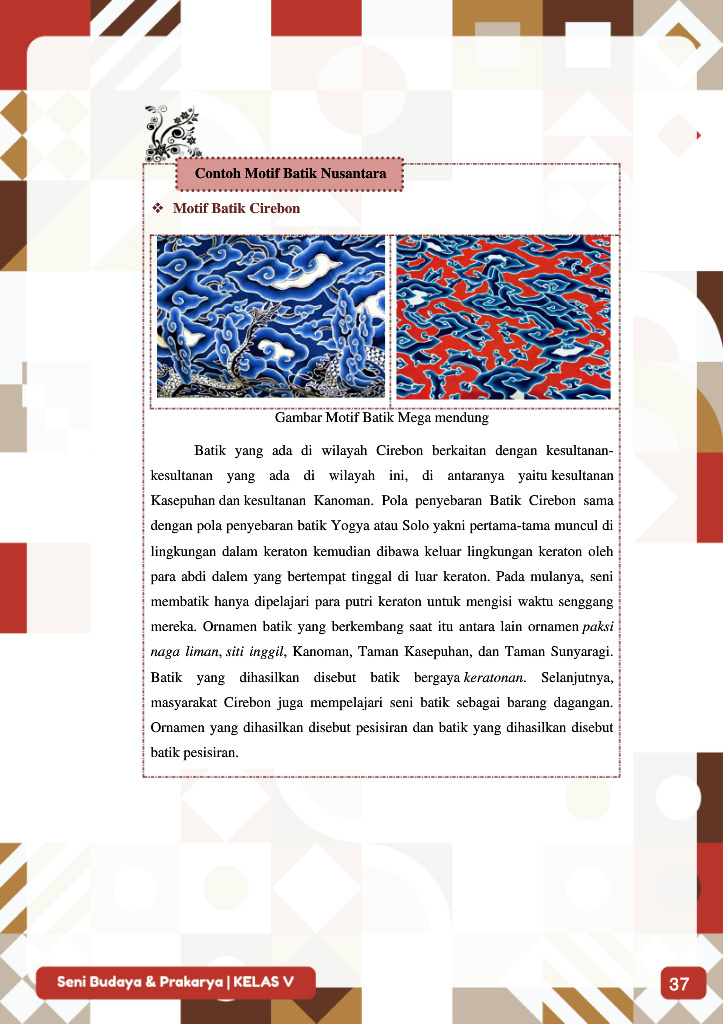 Contoh Motif Batik Nusantara
❖ Motif Batik Cirebon
Gambar Motif Batik Mega mendung
Batik yang ada di wilayah Cirebon berkaitan dengan kesultanan-
kesultanan yang ada di wilayah ini, di antaranya yaitu kesultanan
Kasepuhan dan kesultanan Kanoman. Pola penyebaran Batik Cirebon sama
dengan pola penyebaran batik Yogya atau Solo yakni pertama-tama muncul di
lingkungan dalam keraton kemudian dibawa keluar lingkungan keraton oleh
para abdi dalem yang bertempat tinggal di luar keraton. Pada mulanya, seni
membatik hanya dipelajari para putri keraton untuk mengisi waktu senggang
mereka. Ornamen batik yang berkembang saat itu antara lain ornamen paksi
naga liman, siti inggil, Kanoman, Taman Kasepuhan, dan Taman Sunyaragi.
Batik yang dihasilkan disebut batik bergaya keratonan. Selanjutnya,
masyarakat Cirebon juga mempelajari seni batik sebagai barang dagangan.
Ornamen yang dihasilkan disebut pesisiran dan batik yang dihasilkan disebut
batik pesisiran.
Seni Budaya & Prakarya | KELAS V
37